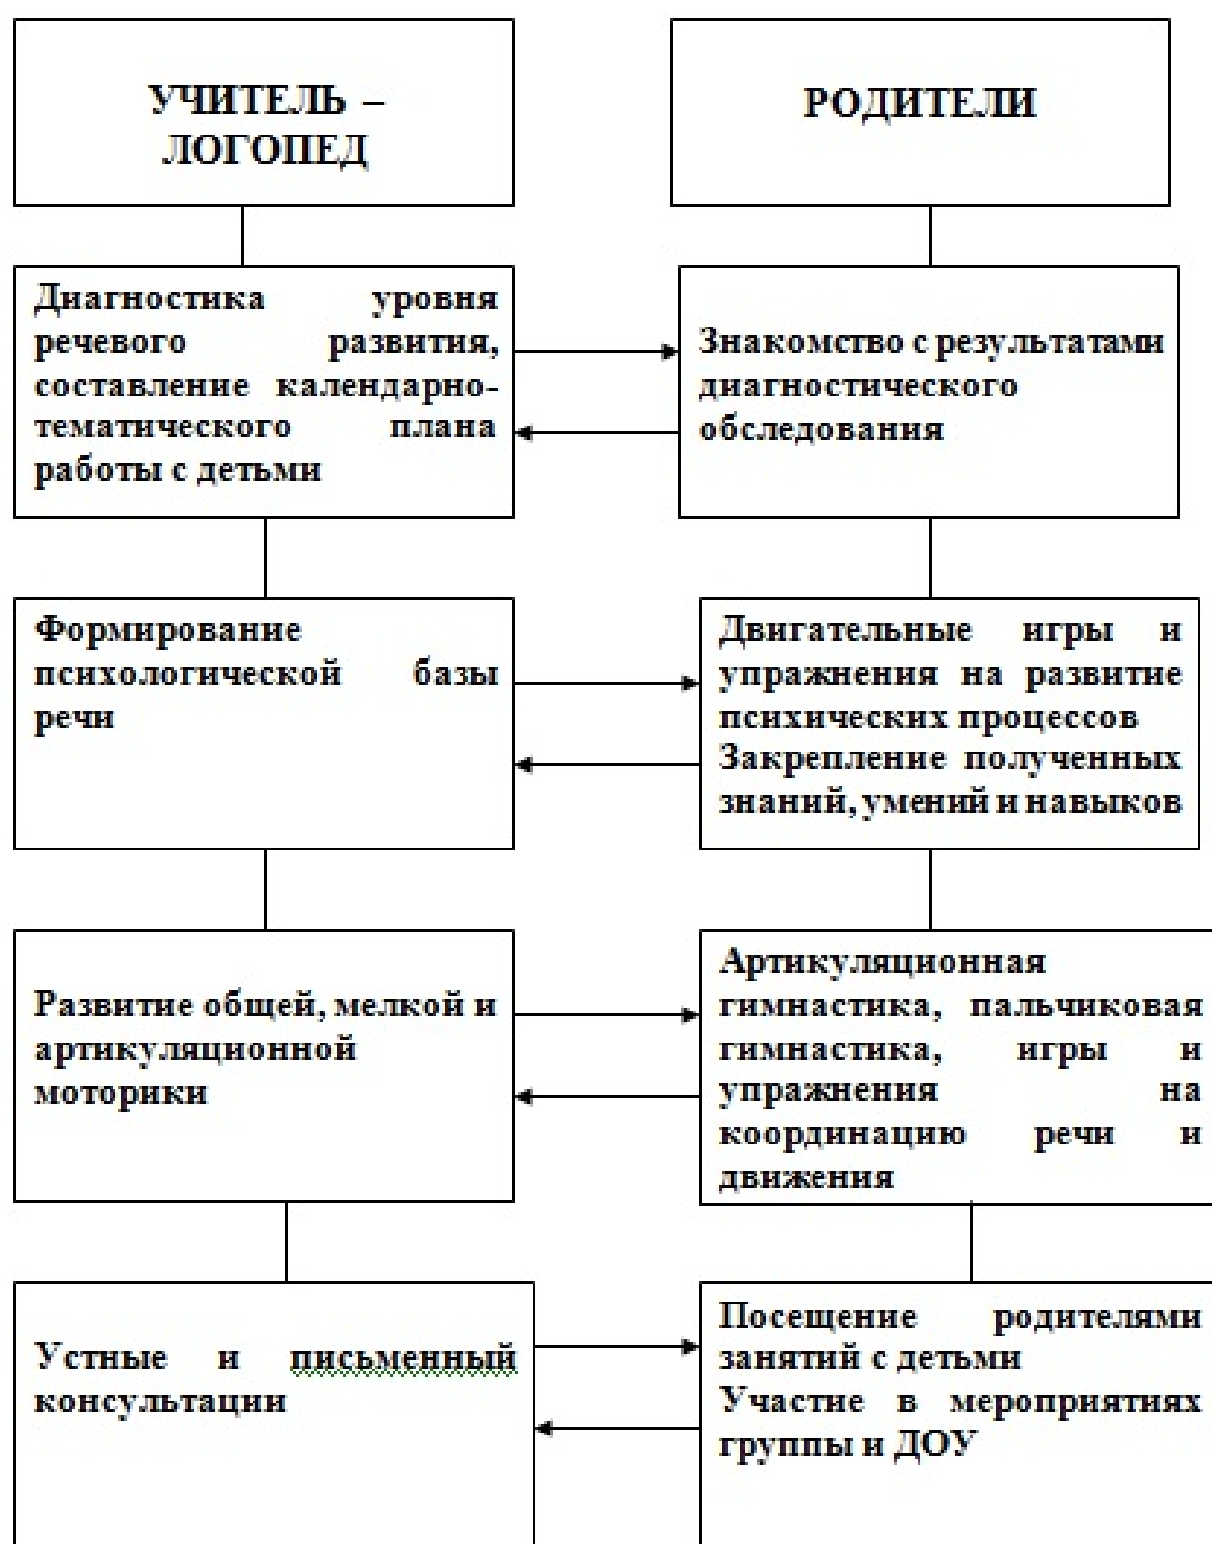 УЧИТЕЛЬ –
ЛОГОПЕД
РОДИТЕЛИ
Диагностика уровня
речевого развития,
составление календарно-
тематического плана
работы с детьми
Знакомство с результатами
диагностического
обследования
Формирование
психологической базы
речи
Двигательные игры и
упражнения на развитие
психических процессов
Закрепление полученных
знаний, умений и навыков
Развитие общей, мелкой и
артикуляционной
моторики
Артикуляционная
гимнастика, пальчиковая
гимнастика, игры и
упражнения на
координацию речи и
движения
Устные и письменный
консультации
Посещение родителями
занятий с детьми
Участие в мероприятиях
группы и ДОУ